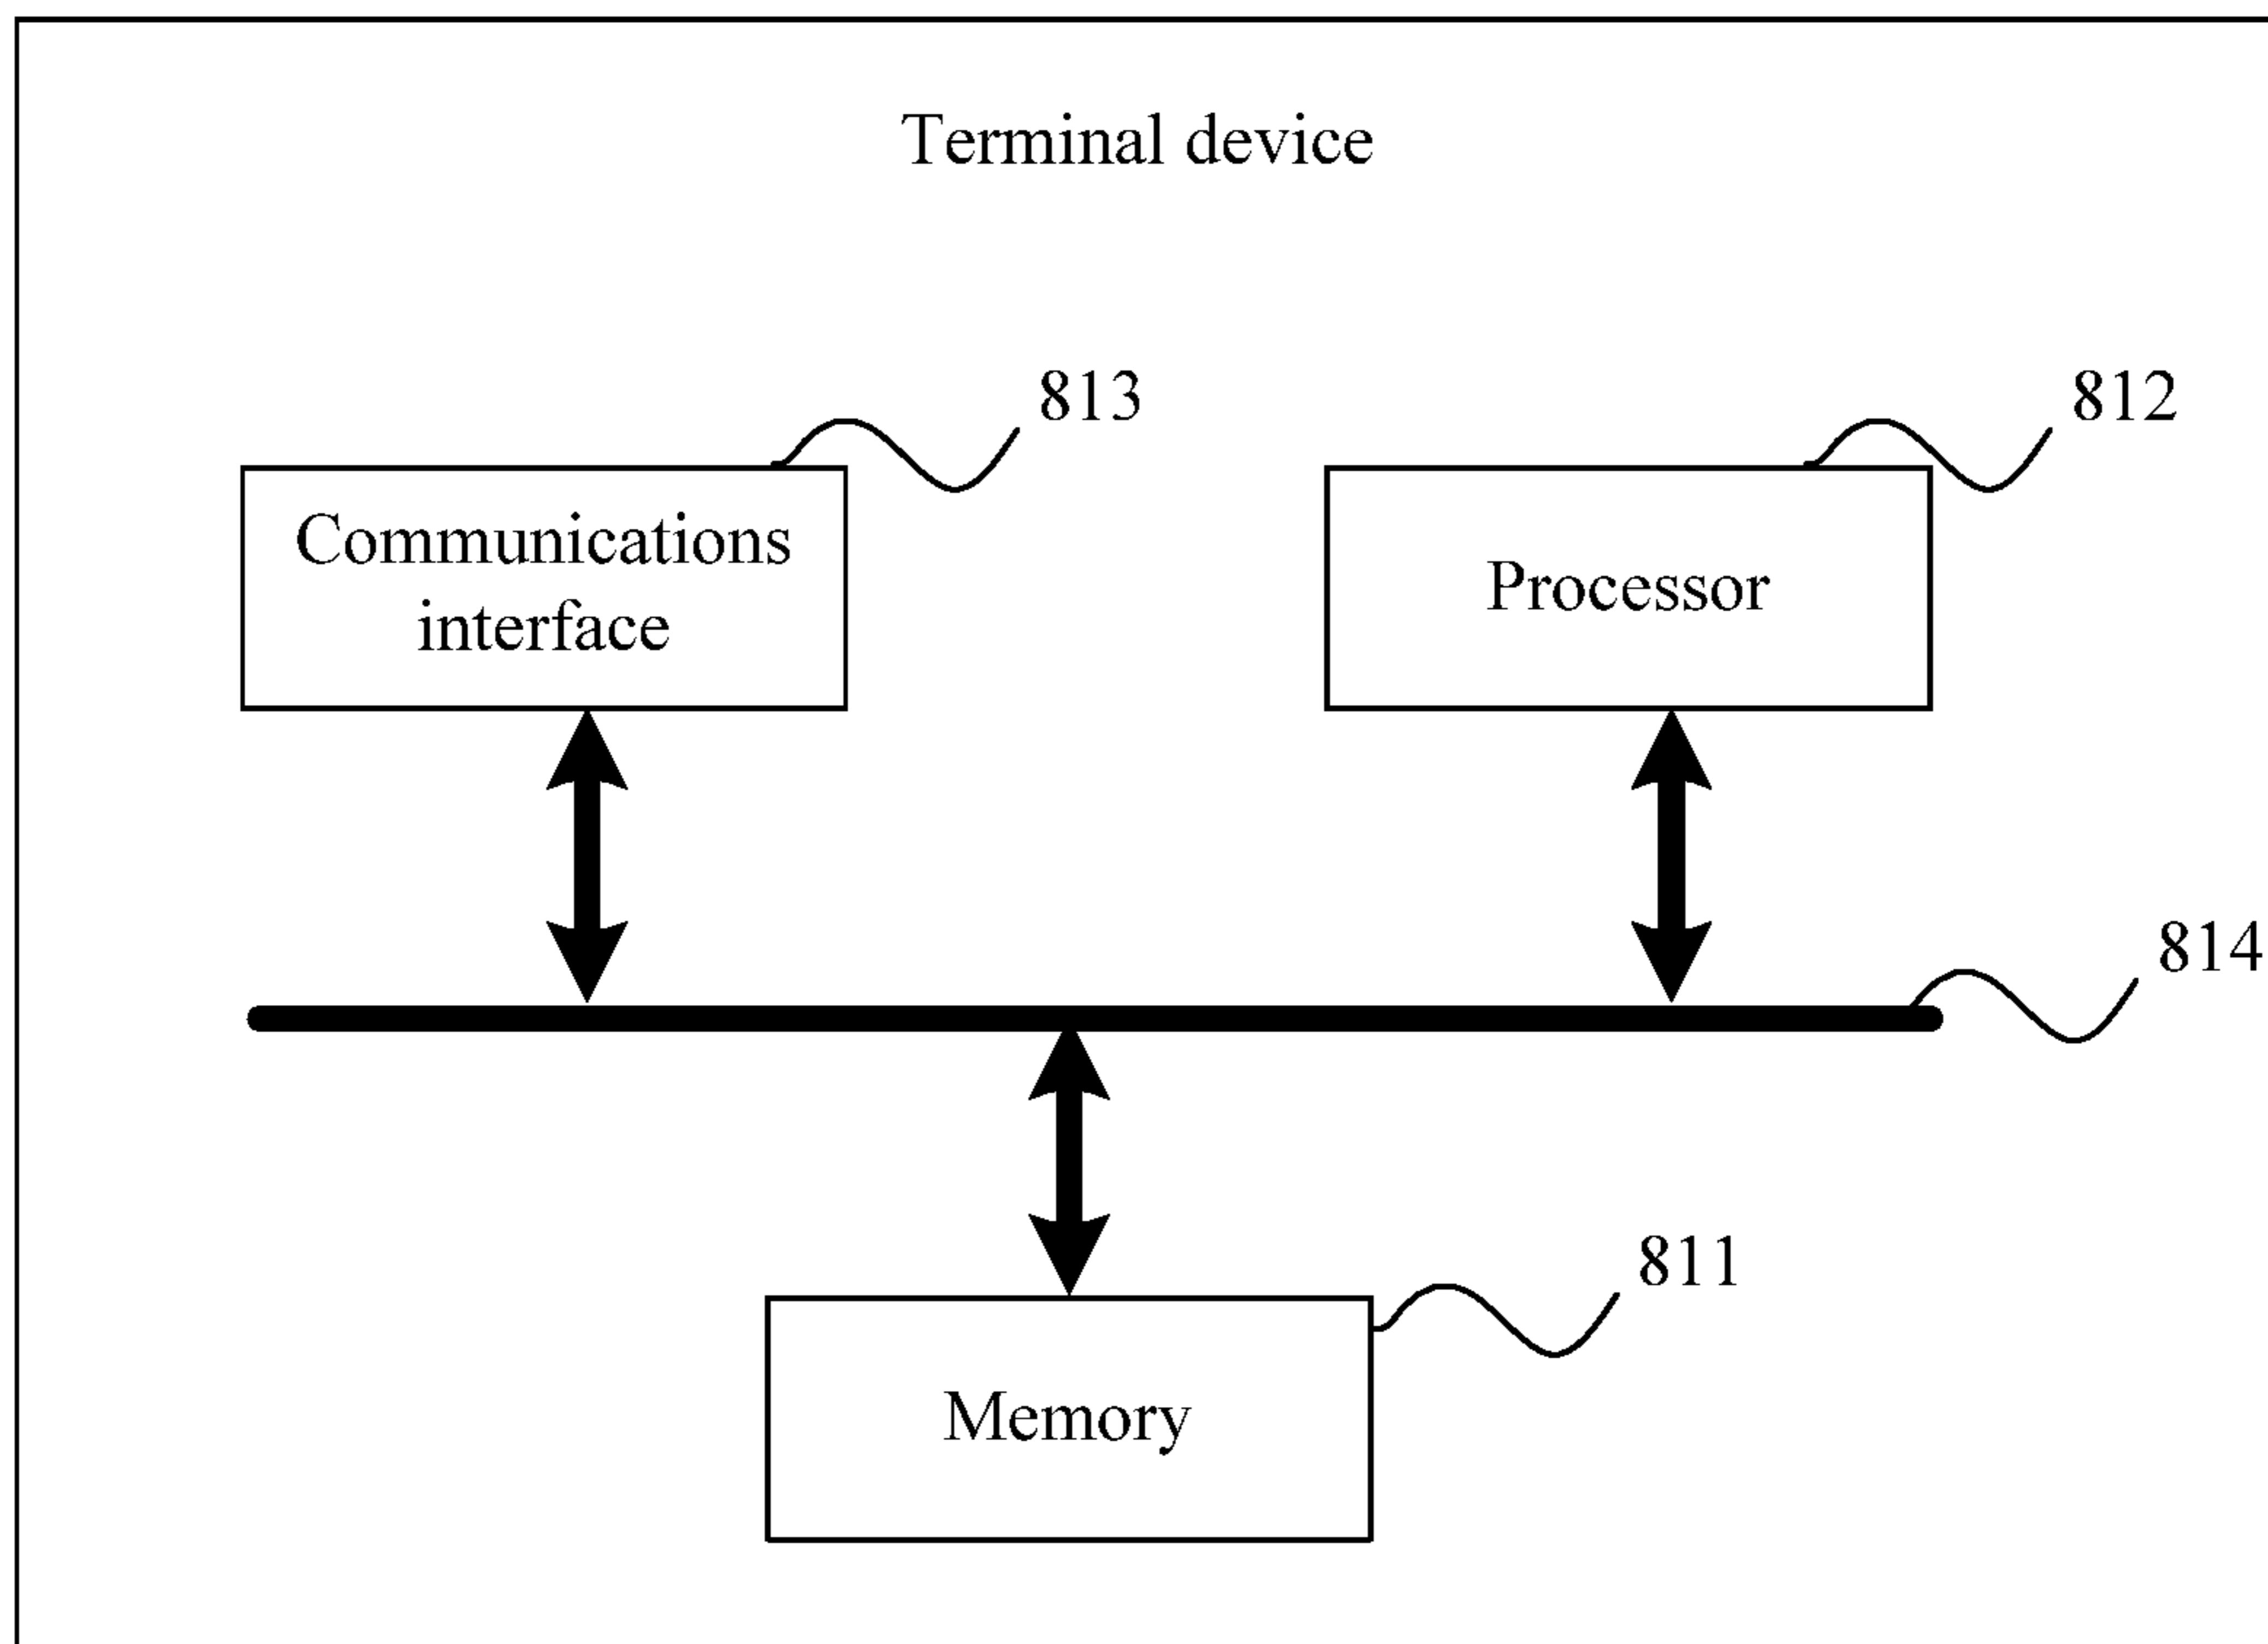 Terminal device
813
812
Communications
interface
Processor
814
811
Memory